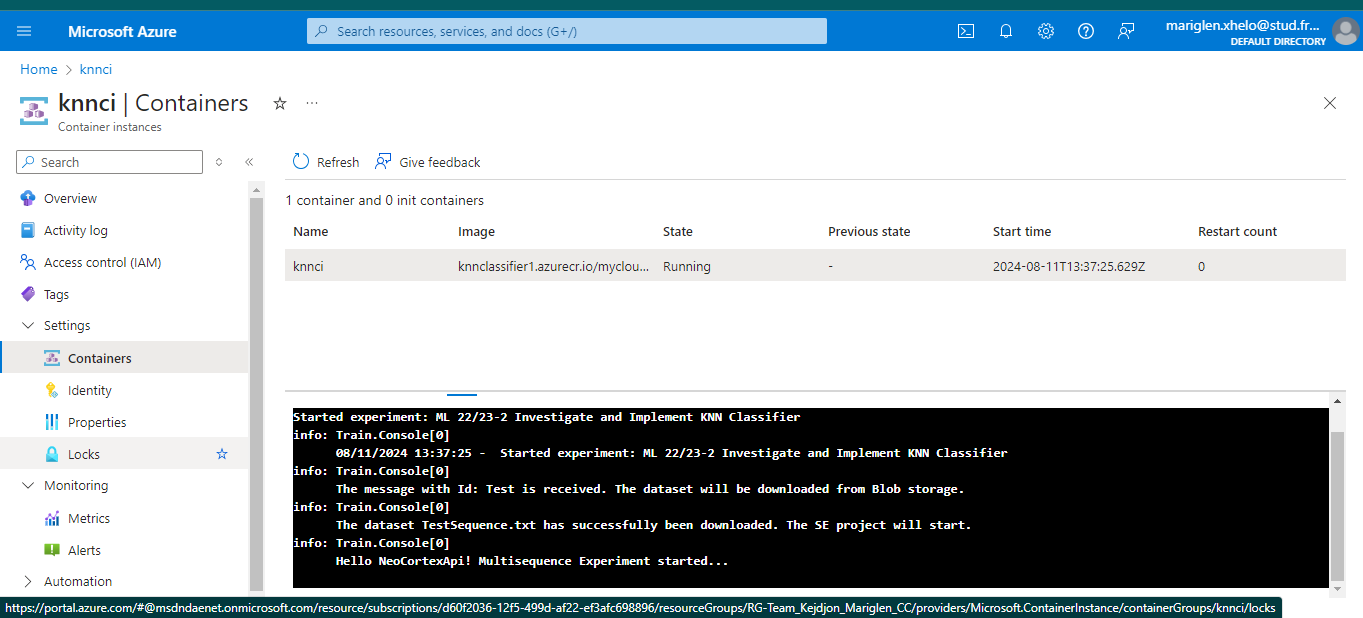 Microsoft Azure
Search resources, services, and docs (G+/)
mariglen.xhelo@stud.fr...
DEFAULT DIRECTORY
Home > knnci
knnci | Containers
Container instances
Search
Refresh
Give feedback
Overview
Activity log
Access control (IAM)
Tags
Settings
Containers
Identity
Properties
Locks
Monitoring
Metrics
Alerts
Automation
1 container and 0 init containers
Name Image State Previous state Start time Restart count
knnci knnclassifier1.azurecr.io/myclou... Running - 2024-08-11T13:37:25.629Z 0
Started experiment: ML 22/23-2 Investigate and Implement KNN Classifier
info: Train.Console[0]
08/11/2024 13:37:25 - Started experiment: ML 22/23-2 Investigate and Implement KNN Classifier
info: Train.Console[0]
The message with Id: Test is received. The dataset will be downloaded from Blob storage.
info: Train.Console[0]
The dataset TestSequence.txt has successfully been downloaded. The SE project will start.
info: Train.Console[0]
Hello NeoCortexApi! Multisequence Experiment started...
https://portal.azure.com/#@msdndaenet.onmicrosoft.com/resource/subscriptions/d60f2036-12f5-499d-af22-ef3afc698896/resourceGroups/RG-Team_Kejdjon_Mariglen_CC/providers/Microsoft.ContainerInstance/containerGroups/knnci/locks